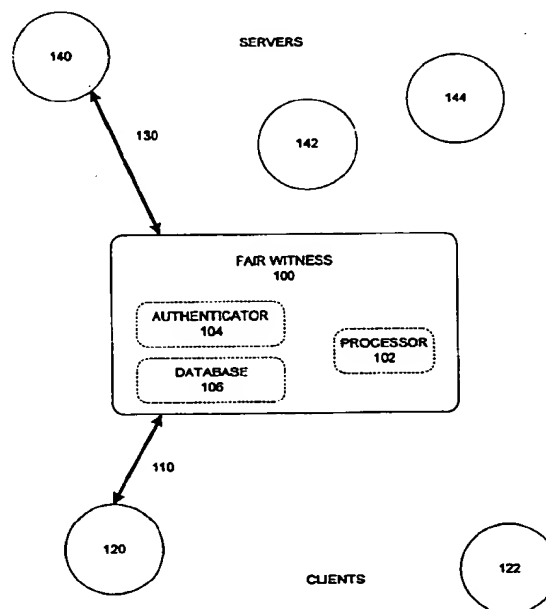 SERVERS
140
144
142
130
FAIR WITNESS
100
AUTHENTICATOR
104
PROCESSOR
102
DATABASE
106
110
120
CLIENTS
122